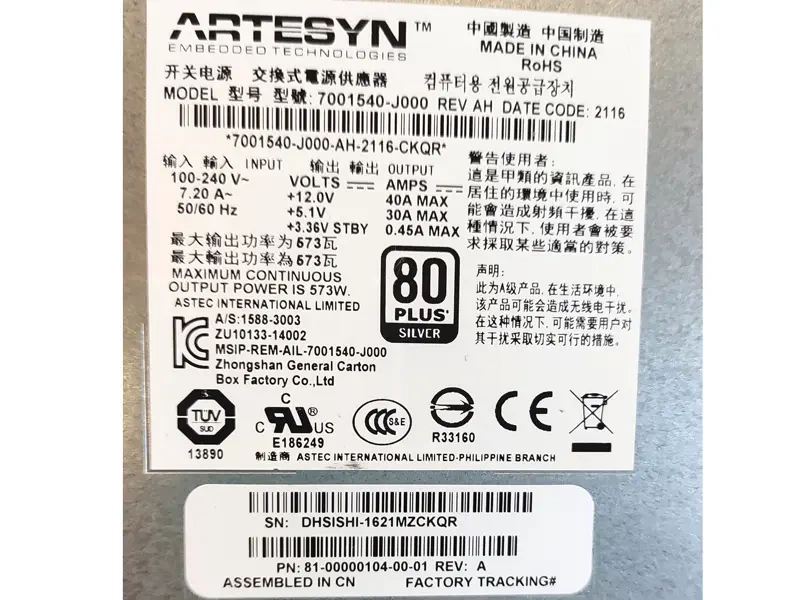 ARTESYN™
EMBEDDED TECHNOLOGIES
中國製造 中国制造
MADE IN CHINA
RoHS
开关电源 交換式電源供應器 컴퓨터용 전원공급장치
MODEL 型号 型號: 7001540-J000 REV AH DATE CODE: 2116
*7001540-J000-AH-2116-CKQR*
输入 輸入 INPUT 输出 輸出 OUTPUT
100-240 V~ VOLTS AMPS
7.20 A~ +12.0V 40A MAX
50/60 Hz +5.1V 30A MAX
+3.36V STBY 0.45A MAX
最大输出功率为573瓦
最大輸出功率為573瓦
MAXIMUM CONTINUOUS
OUTPUT POWER IS 573W.
警告使用者:
這是甲類的資訊產品, 在
居住的環境中使用時, 可
能會造成射頻干擾, 在這
種情況下, 使用者會被要
求採取某些適當的對策。
80
PLUS®
SILVER
声明:
此为A级产品, 在生活环境中,
该产品可能会造成无线电干扰。
在这种情况下, 可能需要用户对
其干扰采取切实可行的措施。
ASTEC INTERNATIONAL LIMITED
A/S:1588-3003
ZU10133-14002
MSIP-REM-AIL-7001540-J000
Zhongshan General Carton
Box Factory Co.,Ltd
TÜV
SÜD
13890
C UR® US
C
E186249
CCC S&E
R33160
CE
制造商 ASTEC INTERNATIONAL LIMITED-PHILIPPINE BRANCH
SN: DHSISHI-1621MZCKQR
PN: 81-00000104-00-01 REV: A
ASSEMBLED IN CN FACTORY TRACKING#